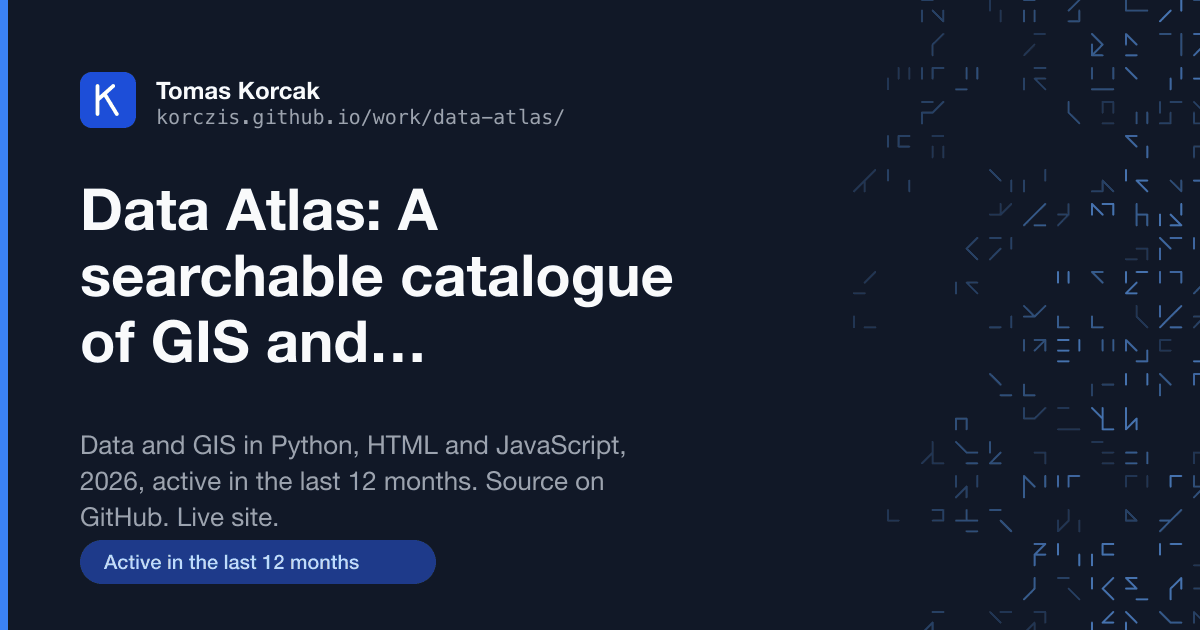 K
Tomas Korcak
korczis.github.io/work/data-atlas/
Data Atlas: A
searchable catalogue
of GIS and…
Data and GIS in Python, HTML and JavaScript,
2026, active in the last 12 months. Source on
GitHub. Live site.
Active in the last 12 months